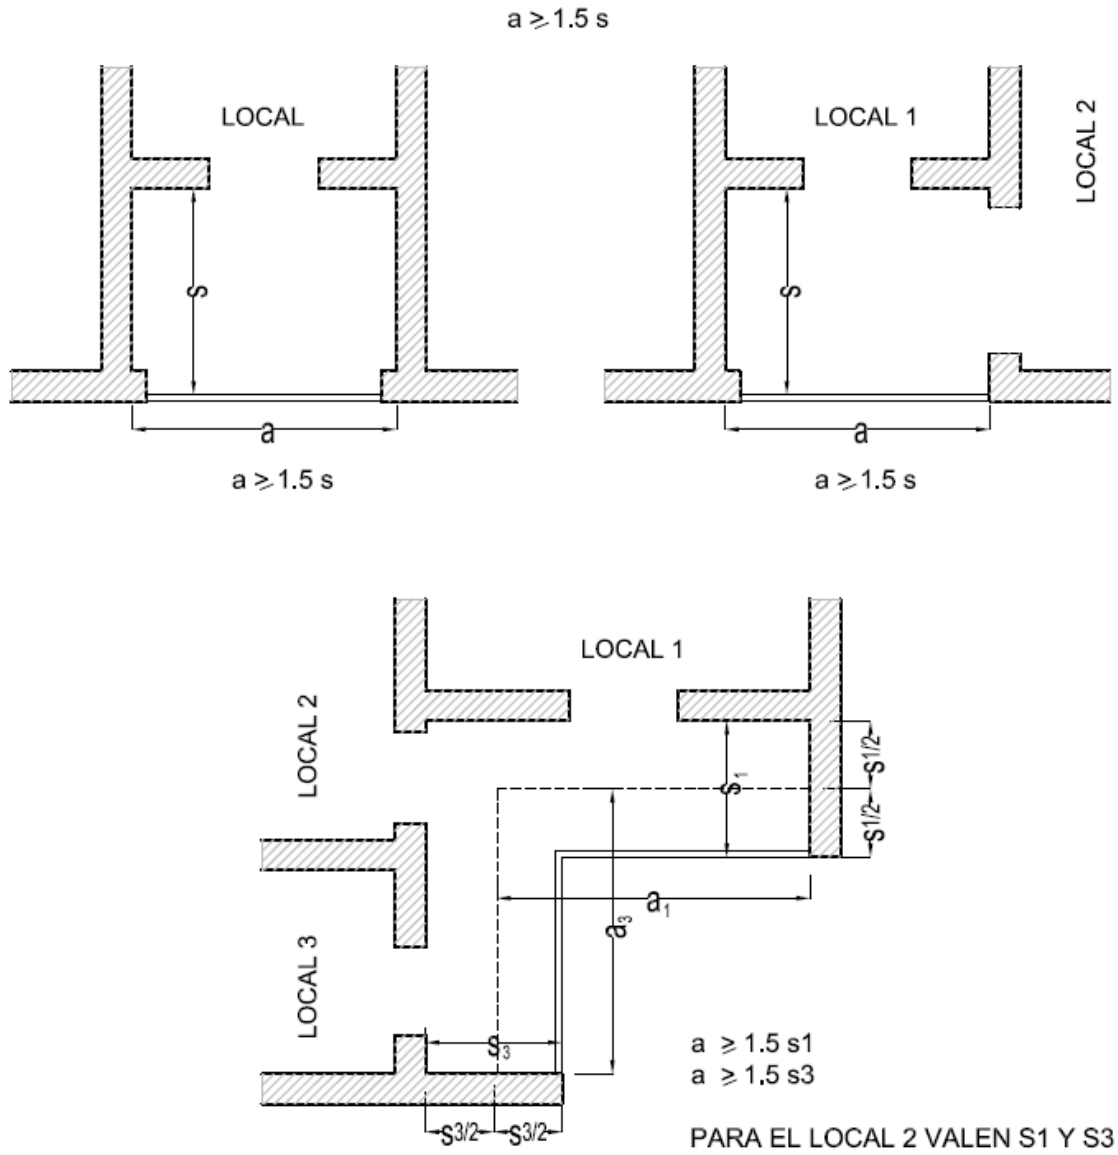 a ⩾ 1.5 s
LOCAL
s
a
a ⩾ 1.5 s
LOCAL 1
LOCAL 2
s
a
a ⩾ 1.5 s
LOCAL 1
LOCAL 2
LOCAL 3
s₁
s1/2
s1/2
a₁
a₃
s₃
s3/2
s3/2
a ⩾ 1.5 s1
a ⩾ 1.5 s3
PARA EL LOCAL 2 VALEN S1 Y S3